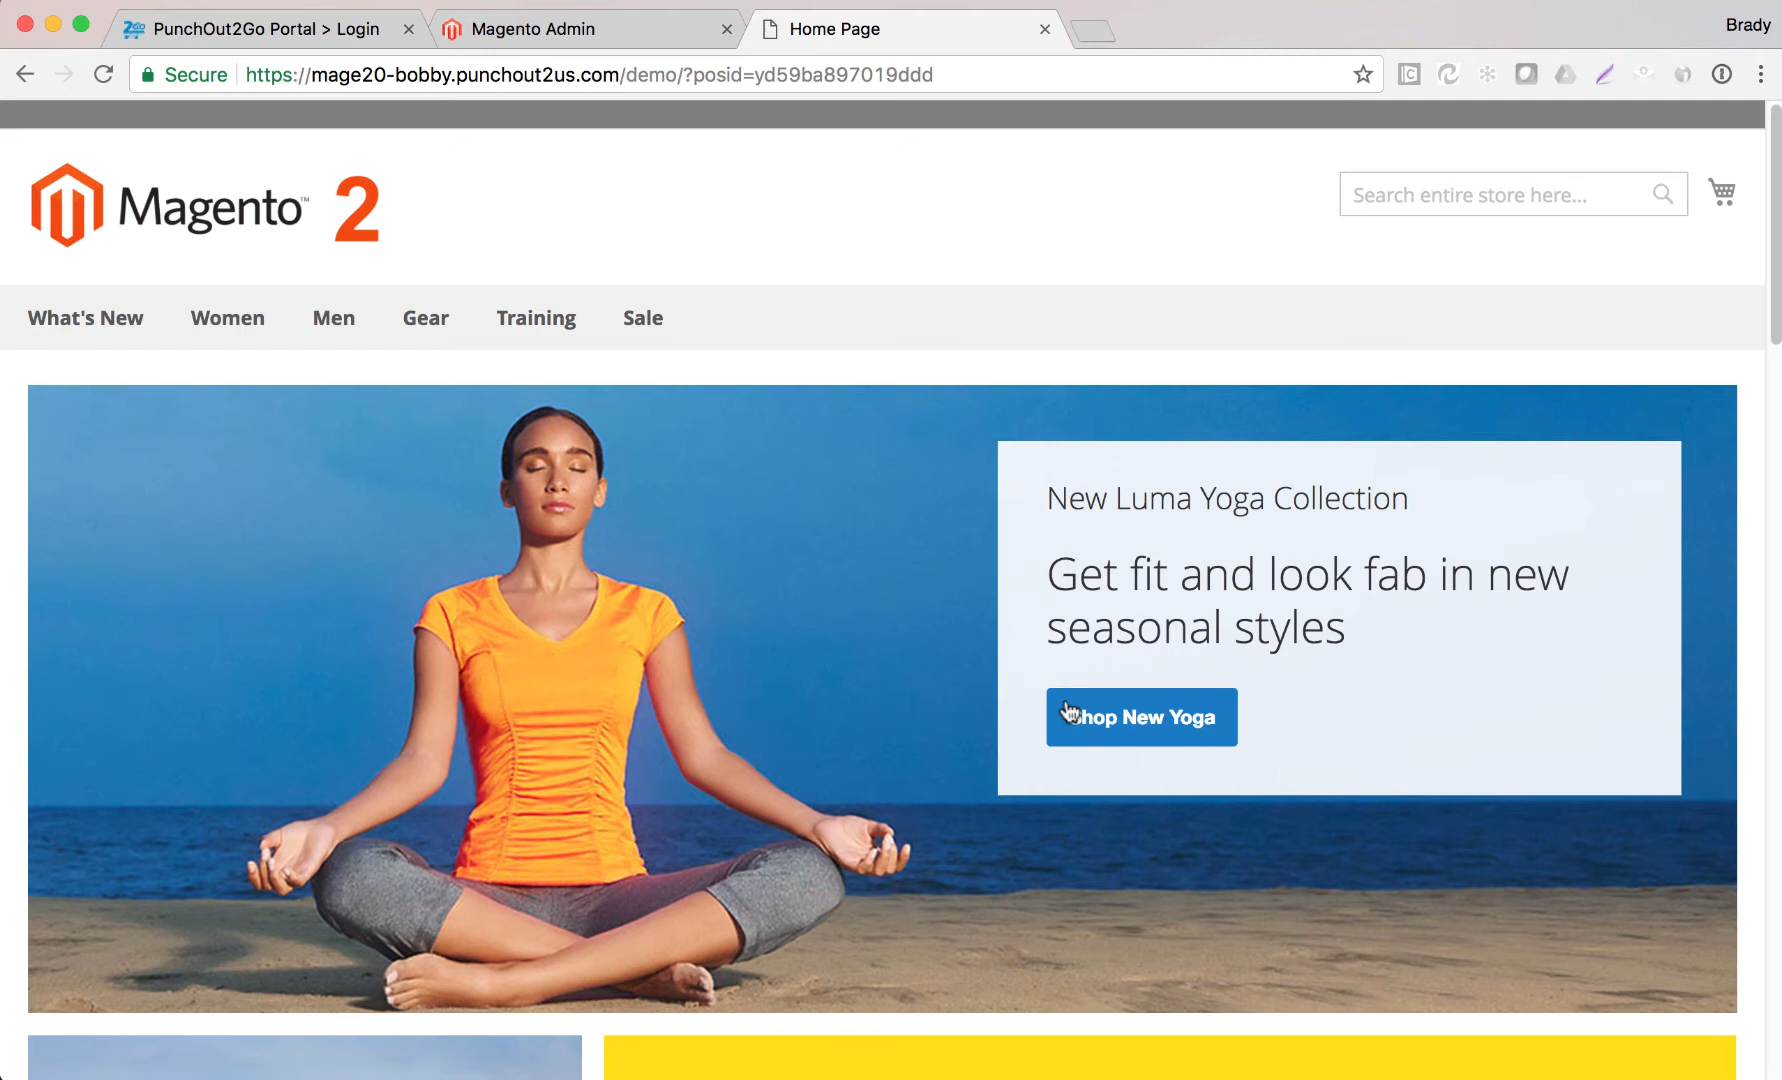 PunchOut2Go Portal > Login
Magento Admin
Home Page
Brady
Secure
https://mage20-bobby.punchout2us.com/demo/?posid=yd59ba897019ddd
Magento™ 2
Search entire store here...
What's New
Women
Men
Gear
Training
Sale
New Luma Yoga Collection
Get fit and look fab in new
seasonal styles
hop New Yoga